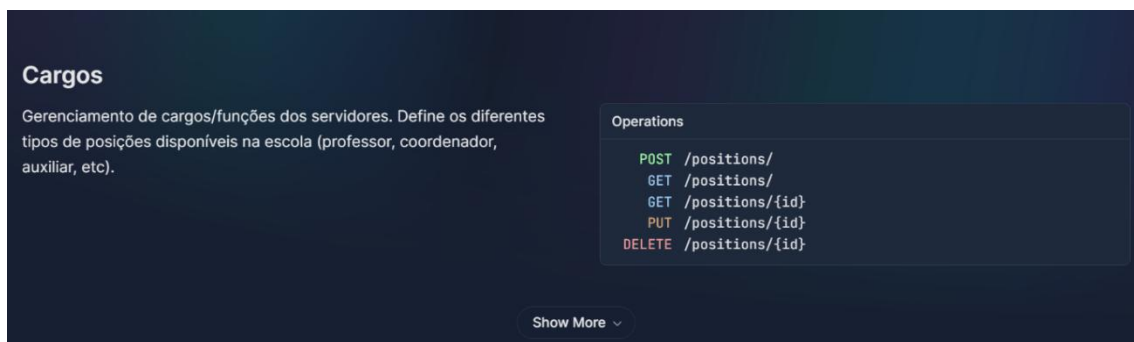 Cargos
Gerenciamento de cargos/funções dos servidores. Define os diferentes
tipos de posições disponíveis na escola (professor, coordenador,
auxiliar, etc).
Operations
POST /positions/
GET /positions/
GET /positions/{id}
PUT /positions/{id}
DELETE /positions/{id}
Show More